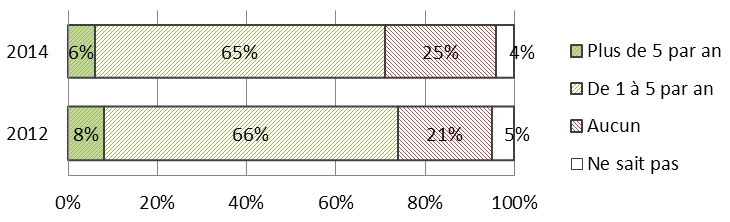 2014 6% 65% 25% 4%
2012 8% 66% 21% 5%
0% 20% 40% 60% 80% 100%
Plus de 5 par an
De 1 à 5 par an
Aucun
Ne sait pas